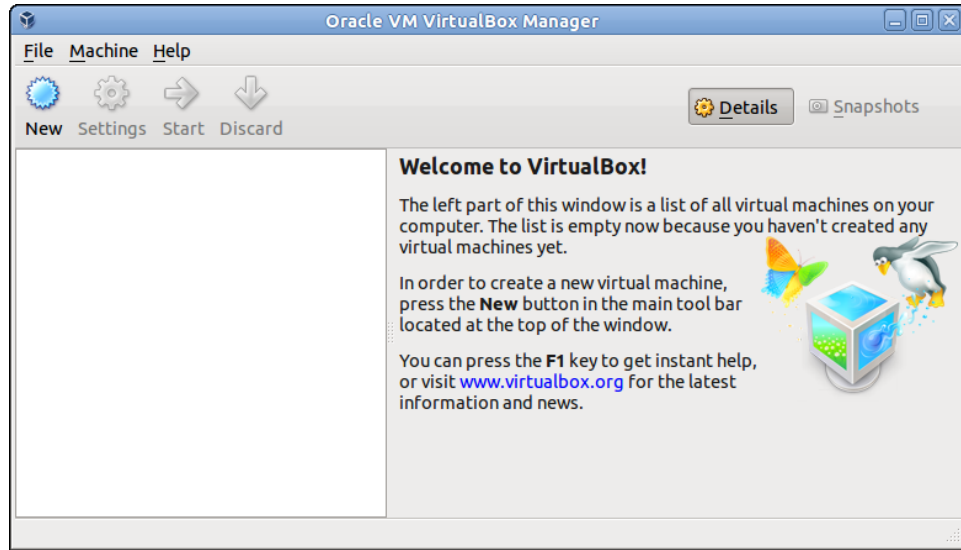 Oracle VM VirtualBox Manager
File Machine Help
New Settings Start Discard
Details Snapshots
Welcome to VirtualBox!
The left part of this window is a list of all virtual machines on your
computer. The list is empty now because you haven't created any
virtual machines yet.
In order to create a new virtual machine,
press the New button in the main tool bar
located at the top of the window.
You can press the F1 key to get instant help,
or visit www.virtualbox.org for the latest
information and news.